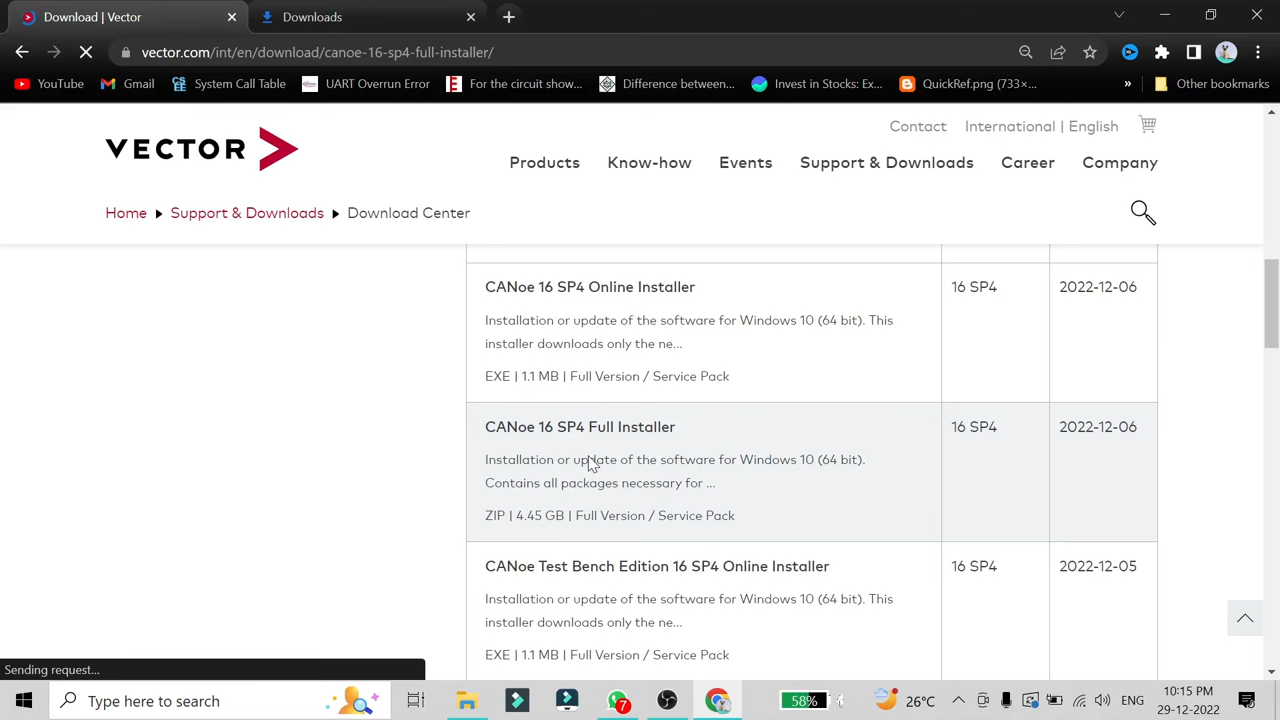 Download | Vector
Downloads
vector.com/int/en/download/canoe-16-sp4-full-installer/
YouTube
Gmail
System Call Table
UART Overrun Error
For the circuit show...
Difference between...
Invest in Stocks: Ex...
QuickRef.png (733×...
»
Other bookmarks
VECTOR
Contact
International | English
Products
Know-how
Events
Support & Downloads
Career
Company
Home
Support & Downloads
Download Center
CANoe 16 SP4 Online Installer
16 SP4
2022-12-06
Installation or update of the software for Windows 10 (64 bit). This
installer downloads only the ne...
EXE | 1.1 MB | Full Version / Service Pack
CANoe 16 SP4 Full Installer
16 SP4
2022-12-06
Installation or update of the software for Windows 10 (64 bit).
Contains all packages necessary for ...
ZIP | 4.45 GB | Full Version / Service Pack
CANoe Test Bench Edition 16 SP4 Online Installer
16 SP4
2022-12-05
Installation or update of the software for Windows 10 (64 bit). This
installer downloads only the ne...
EXE | 1.1 MB | Full Version / Service Pack
Sending request...
Type here to search
7
58%
26°C
ENG
10:15 PM
29-12-2022